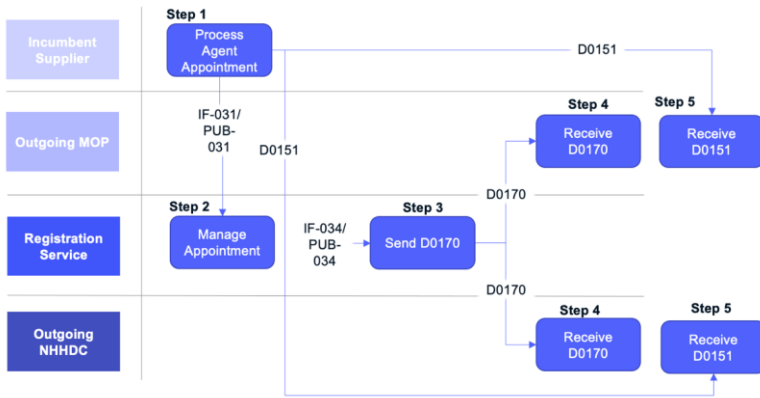 Step 1
Incumbent
Supplier
Process
Agent
Appointment
D0151
IF-031/
PUB-
031
D0151
Step 4
Step 5
Outgoing MOP
Receive
D0170
Receive
D0151
D0170
Step 2
Step 3
Registration
Service
Manage
Appointment
IF-034/
PUB-
034
Send D0170
D0170
Step 4
Step 5
Outgoing
NHHDC
Receive
D0170
Receive
D0151